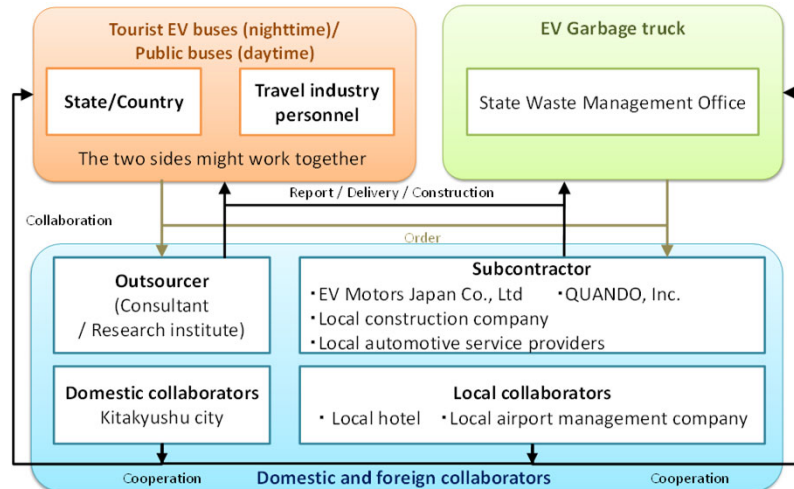 Tourist EV buses (nighttime)/
Public buses (daytime)
State/Country
Travel industry
personnel
The two sides might work together
EV Garbage truck
State Waste Management Office
Report / Delivery / Construction
Collaboration
Order
Outsourcer
(Consultant
/ Research institute)
Subcontractor
・EV Motors Japan Co., Ltd ・QUANDO, Inc.
・Local construction company
・Local automotive service providers
Domestic collaborators
Kitakyushu city
Local collaborators
・Local hotel ・Local airport management company
Cooperation
Domestic and foreign collaborators
Cooperation